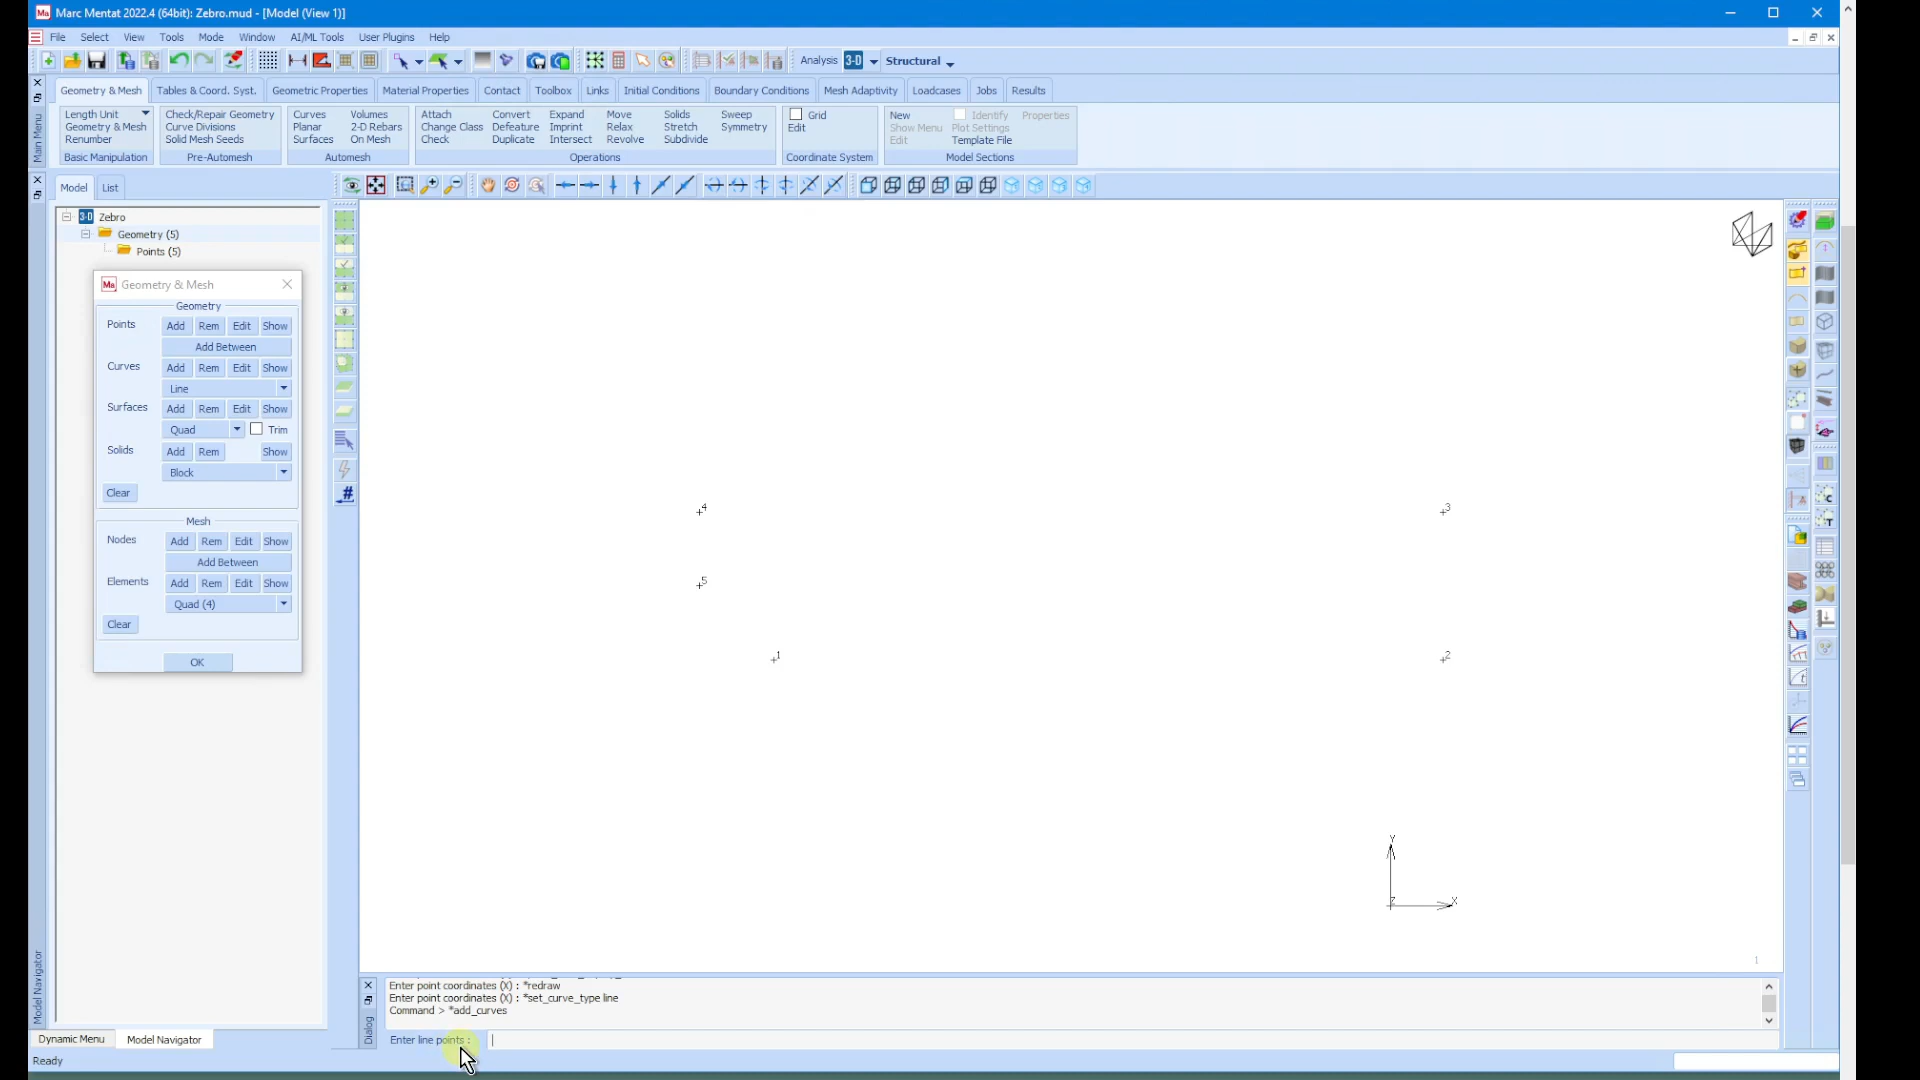 Marc Mentat 2022.4 (64bit): Zebro.mud - [Model (View 1)]
File Select View Tools Mode Window AI/ML Tools User Plugins Help
Analysis 3-D Structural
Geometry & Mesh Tables & Coord. Syst. Geometric Properties Material Properties Contact Toolbox Links Initial Conditions Boundary Conditions Mesh Adaptivity Loadcases Jobs Results
Length Unit Check/Repair Geometry Curves Volumes Attach Convert Expand Move Solids Sweep Grid New Identify Properties
Geometry & Mesh Curve Divisions Planar 2-D Rebars Change Class Defeature Imprint Relax Stretch Symmetry Edit Show Menu Plot Settings
Renumber Solid Mesh Seeds Surfaces On Mesh Check Duplicate Intersect Revolve Subdivide Edit Template File
Basic Manipulation Pre-Automesh Automesh Operations Coordinate System Model Sections
Main Menu
Model List
3-D Zebro
Geometry (5)
Points (5)
Geometry & Mesh
Geometry
Points Add Rem Edit Show
Add Between
Curves Add Rem Edit Show
Line
Surfaces Add Rem Edit Show
Quad Trim
Solids Add Rem Show
Block
Clear
Mesh
Nodes Add Rem Edit Show
Add Between
Elements Add Rem Edit Show
Quad (4)
Clear
OK
4
3
5
1
2
Y
Z X
1
Model Navigator
Enter point coordinates (X) : *redraw
Enter point coordinates (X) : *set_curve_type line
Command > *add_curves
Dialog
Enter line points :
Dynamic Menu Model Navigator
Ready